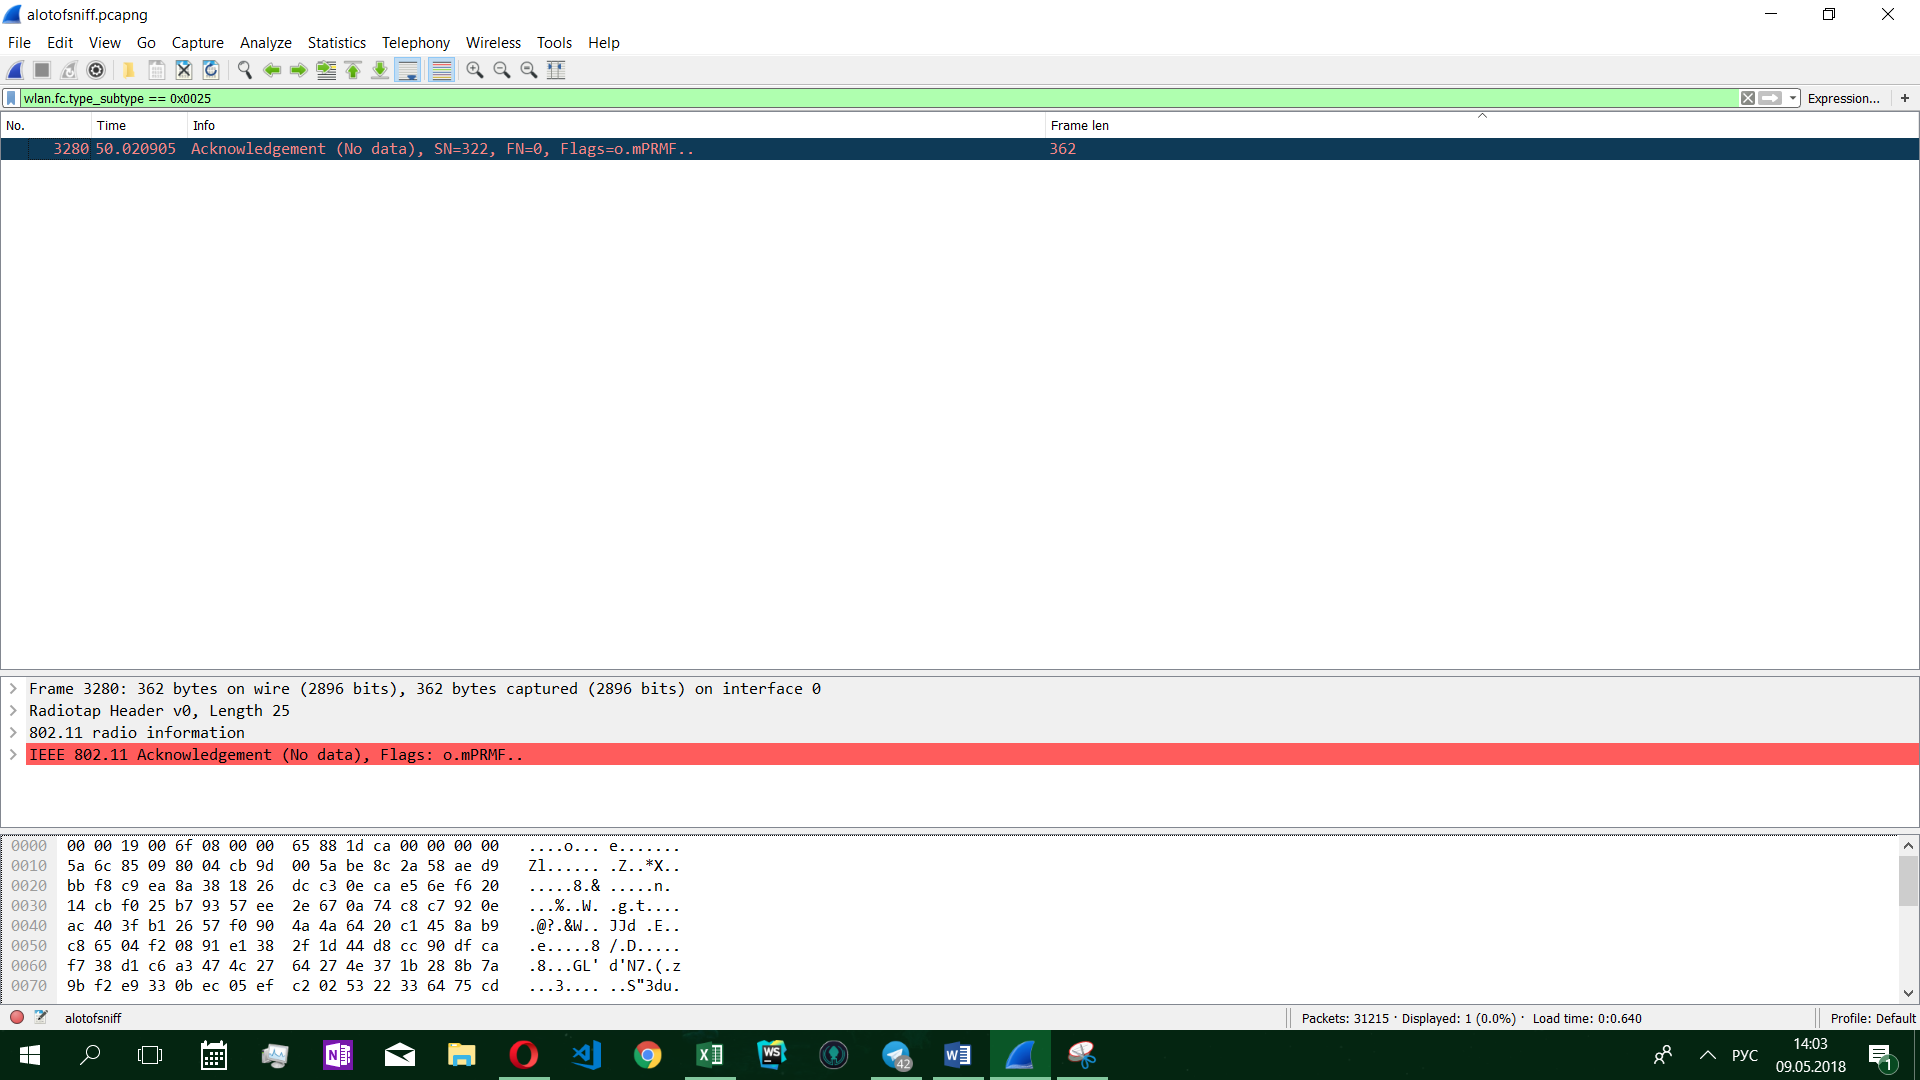 alotofsniff.pcapng
File Edit View Go Capture Analyze Statistics Telephony Wireless Tools Help
wlan.fc.type_subtype == 0x0025 Expression... +
No. Time Info Frame len
3280 50.020905 Acknowledgement (No data), SN=322, FN=0, Flags=o.mPRMF.. 362
Frame 3280: 362 bytes on wire (2896 bits), 362 bytes captured (2896 bits) on interface 0
Radiotap Header v0, Length 25
802.11 radio information
IEEE 802.11 Acknowledgement (No data), Flags: o.mPRMF..
0000 00 00 19 00 6f 08 00 00 65 88 1d ca 00 00 00 00 ....o... e.......
0010 5a 6c 85 09 80 04 cb 9d 00 5a be 8c 2a 58 ae d9 Zl...... .Z..*X..
0020 bb f8 c9 ea 8a 38 18 26 dc c3 0e ca e5 6e f6 20 .....8.& .....n.
0030 14 cb f0 25 b7 93 57 ee 2e 67 0a 74 c8 c7 92 0e ...%..W. .g.t....
0040 ac 40 3f b1 26 57 f0 90 4a 4a 64 20 c1 45 8a b9 .@?.&W.. JJd .E..
0050 c8 65 04 f2 08 91 e1 38 2f 1d 44 d8 cc 90 df ca .e.....8 /.D.....
0060 f7 38 d1 c6 a3 47 4c 27 64 27 4e 37 1b 28 8b 7a .8...GL' d'N7.(.z
0070 9b f2 e9 33 0b ec 05 ef c2 02 53 22 33 64 75 cd ...3.... ..S"3du.
alotofsniff Packets: 31215 · Displayed: 1 (0.0%) · Load time: 0:0.640 Profile: Default
N
X
WS
42
W
РУС
14:03
09.05.2018
1